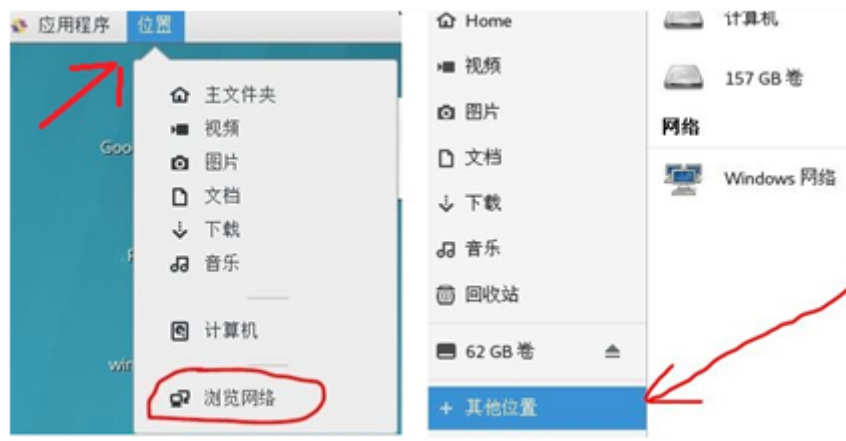 应用程序 位置
主文件夹
视频
图片
文档
下载
音乐
计算机
浏览网络
Goo
win
Home
视频
图片
文档
下载
音乐
回收站
62 GB 卷
+ 其他位置
计算机
157 GB 卷
网络
Windows 网络